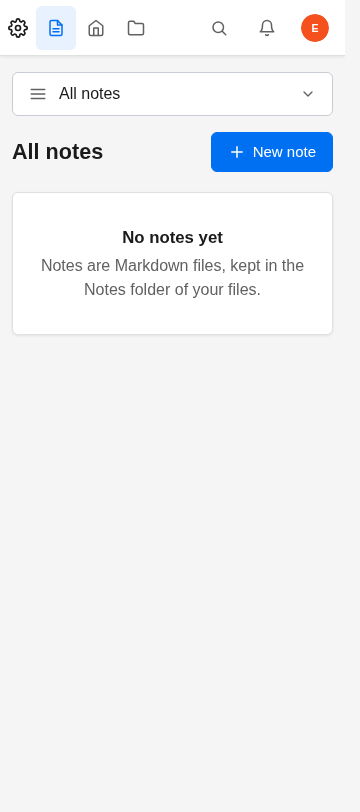 E
All notes
All notes
New note
No notes yet
Notes are Markdown files, kept in the
Notes folder of your files.